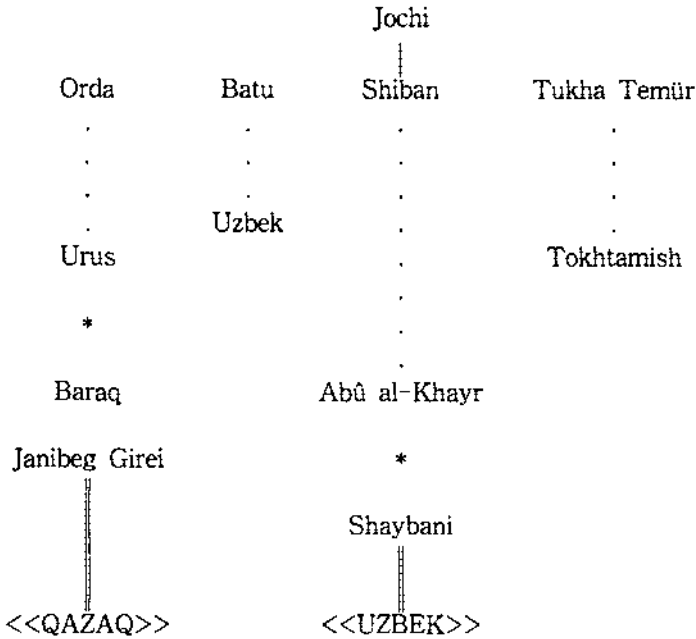 Jochi
Orda Batu Shiban Tukha Temür
Uzbek
Urus Tokhtamish
*
Baraq Abû al-Khayr
Janibeg Girei *
Shaybani
<<QAZAQ>> <<UZBEK>>